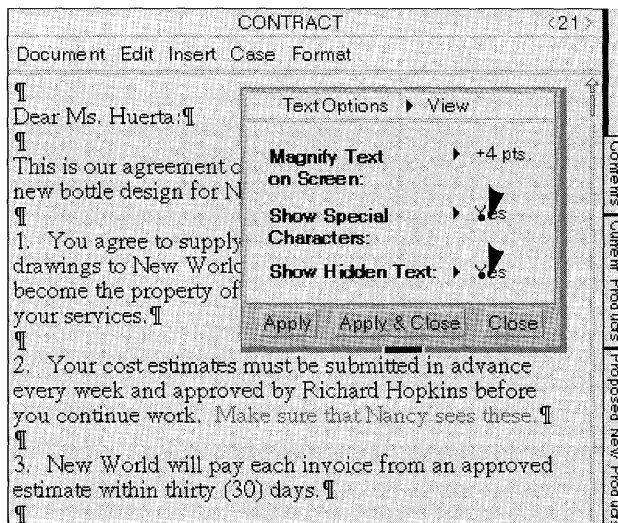 CONTRACT
‹21›
Document Edit Insert Case Format
¶
Dear Ms. Huerta:¶
¶
This is our agreement
new bottle design for N
¶
1. You agree to supply
drawings to New World
become the property of
your services.¶
¶
2. Your cost estimates must be submitted in advance
every week and approved by Richard Hopkins before
you continue work. Make sure that Nancy sees these.¶
¶
3. New World will pay each invoice from an approved
estimate within thirty (30) days.¶
¶
TextOptions ▸ View
Magnify Text ▸ +4 pts.
on Screen:
Show Special ▸ Yes
Characters:
Show Hidden Text: ▸ Yes
Apply Apply & Close Close
Contents
Current Products
Proposed New Products